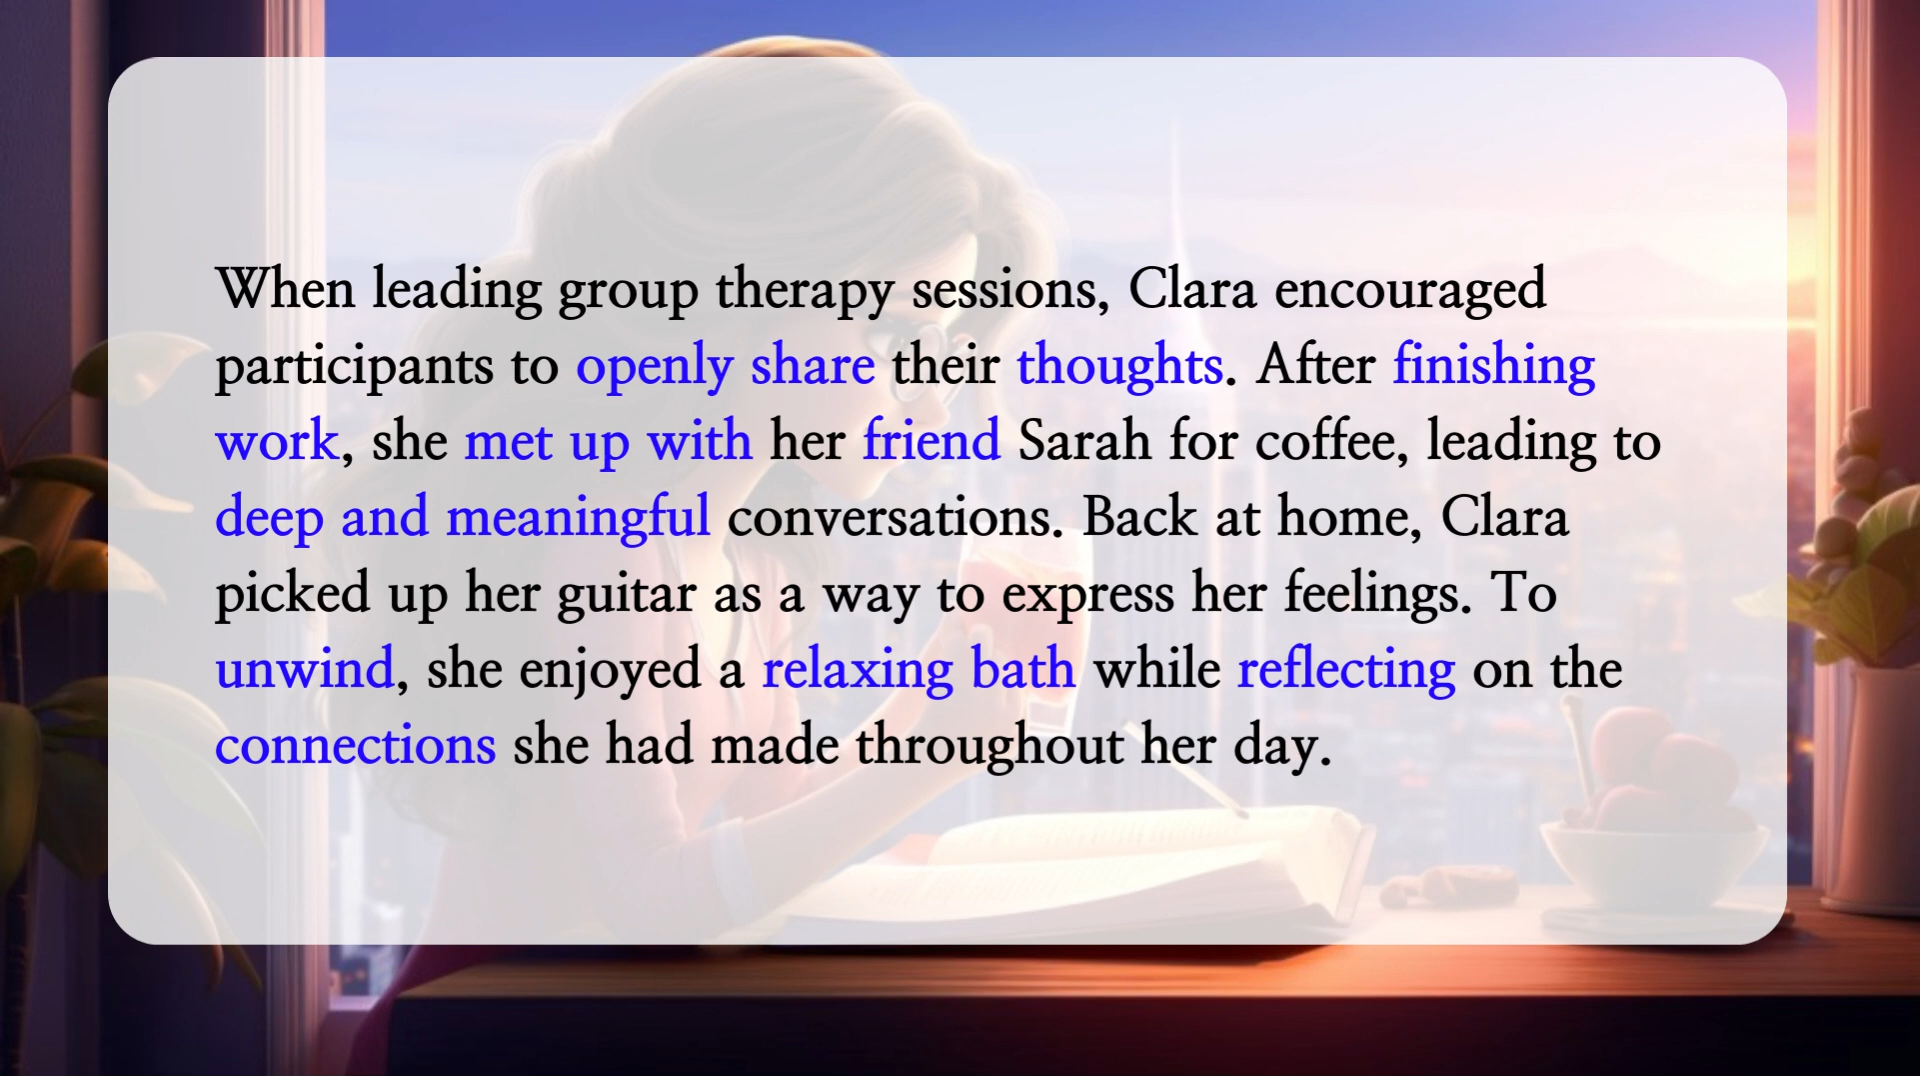 When leading group therapy sessions, Clara encouraged
participants to openly share their thoughts. After finishing
work, she met up with her friend Sarah for coffee, leading to
deep and meaningful conversations. Back at home, Clara
picked up her guitar as a way to express her feelings. To
unwind, she enjoyed a relaxing bath while reflecting on the
connections she had made throughout her day.